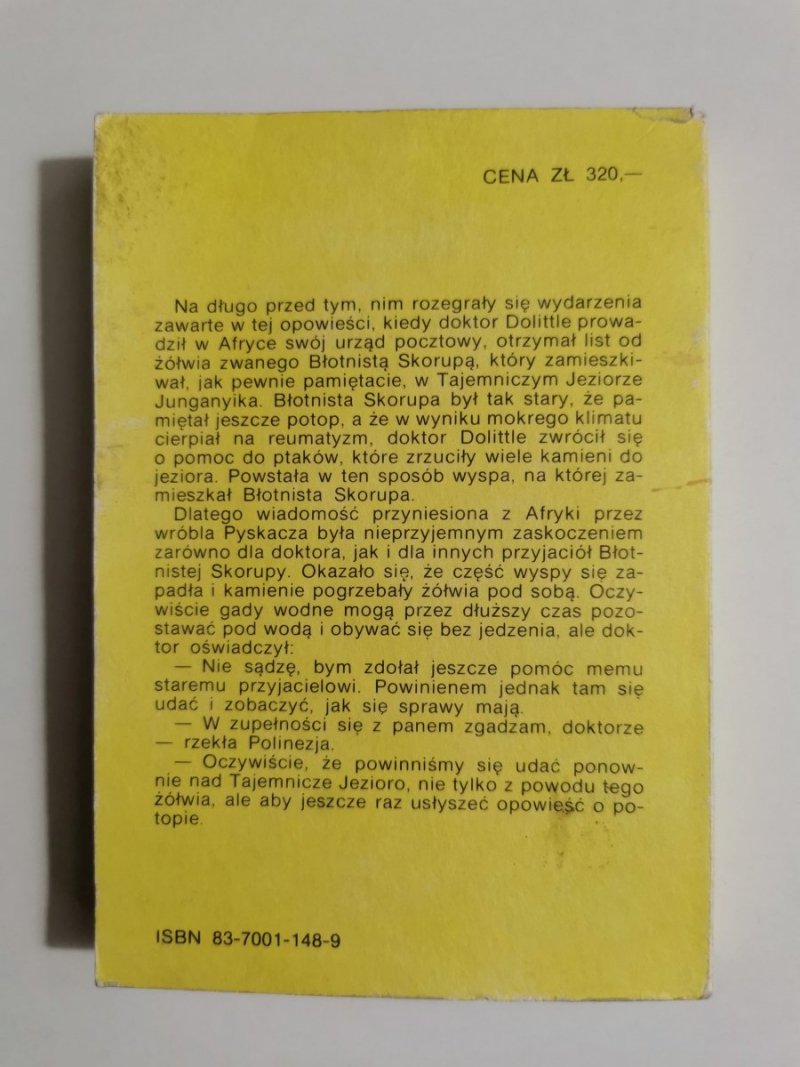 CENA ZŁ 320,—
Na długo przed tym, nim rozegrały się wydarzenia
zawarte w tej opowieści, kiedy doktor Dolittle prowa-
dził w Afryce swój urząd pocztowy, otrzymał list od
żółwia zwanego Błotnistą Skorupą, który zamieszki-
wał, jak pewnie pamiętacie, w Tajemniczym Jeziorze
Junganyika. Błotnista Skorupa był tak stary, że pa-
miętał jeszcze potop, a że w wyniku mokrego klimatu
cierpiał na reumatyzm, doktor Dolittle zwrócił się
o pomoc do ptaków, które zrzuciły wiele kamieni do
jeziora. Powstała w ten sposób wyspa, na której za-
mieszkał Błotnista Skorupa.
Dlatego wiadomość przyniesiona z Afryki przez
wróbla Pyskacza była nieprzyjemnym zaskoczeniem
zarówno dla doktora, jak i dla innych przyjaciół Błot-
nistej Skorupy. Okazało się, że część wyspy się za-
padła i kamienie pogrzebały żółwia pod sobą. Oczy-
wiście gady wodne mogą przez dłuższy czas pozo-
stawać pod wodą i obywać się bez jedzenia, ale dok-
tor oświadczył:
— Nie sądzę, bym zdołał jeszcze pomóc memu
staremu przyjacielowi. Powinienem jednak tam się
udać i zobaczyć, jak się sprawy mają.
— W zupełności się z panem zgadzam, doktorze
— rzekła Polinezja.
— Oczywiście, że powinniśmy się udać ponow-
nie nad Tajemnicze Jezioro, nie tylko z powodu tego
żółwia, ale aby jeszcze raz usłyszeć opowieść o po-
topie.
ISBN 83-7001-148-9